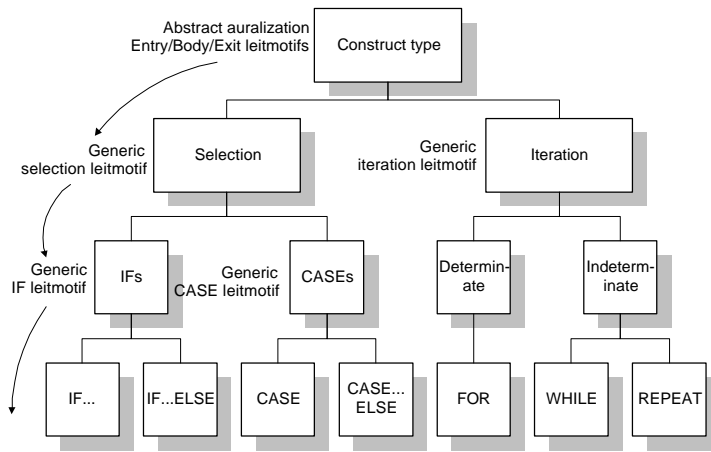 Abstract auralization
Entry/Body/Exit leitmotifs
Construct type
Generic
selection leitmotif
Selection
Generic
iteration leitmotif
Iteration
Generic
IF leitmotif
IFs
Generic
CASE leitmotif
CASEs
Determin-
ate
Indeterm-
inate
IF...
IF...ELSE
CASE
CASE...
ELSE
FOR
WHILE
REPEAT